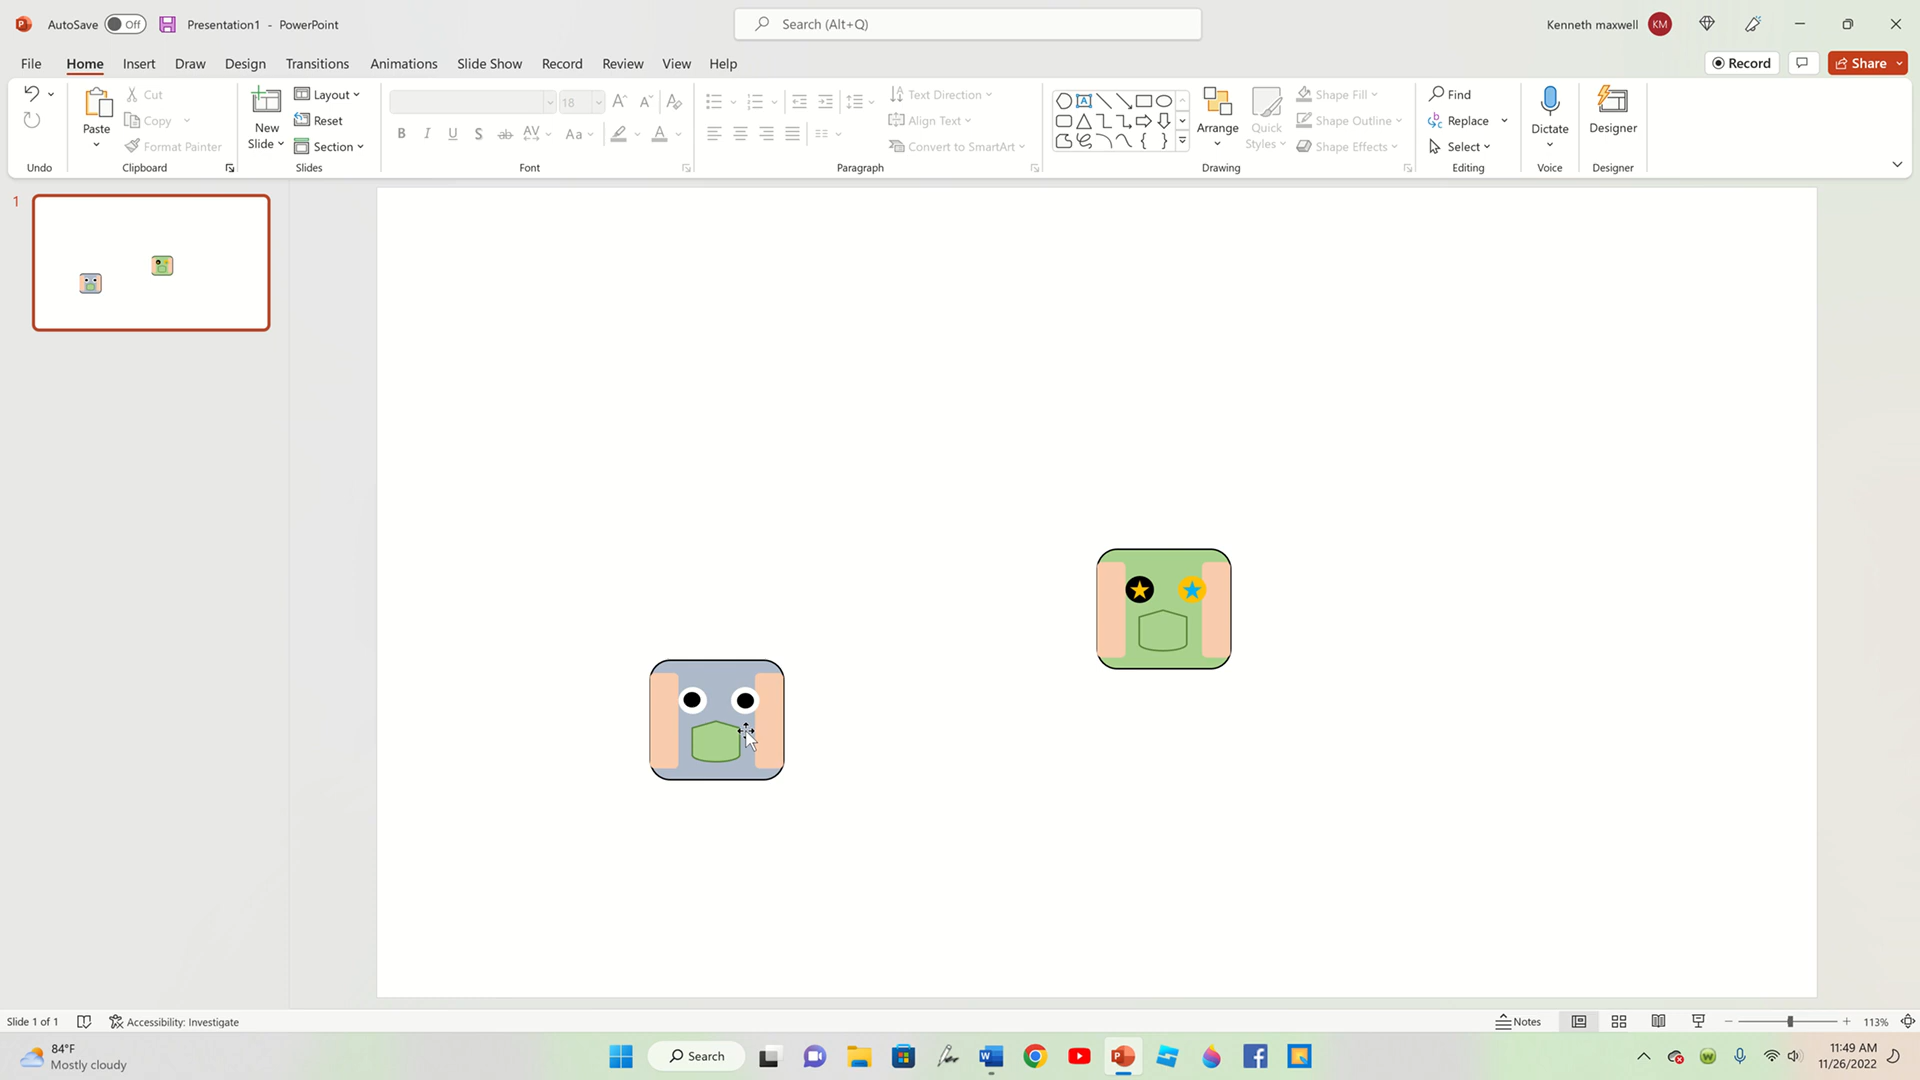 AutoSave Off Presentation1 - PowerPoint
Search (Alt+Q)
Kenneth maxwell KM
File Home Insert Draw Design Transitions Animations Slide Show Record Review View Help
Record Share
Undo
Paste
Cut
Copy
Format Painter
Clipboard
New Slide
Layout
Reset
Section
Slides
18
B I U S ab AV Aa A
Font
Text Direction
Align Text
Convert to SmartArt
Paragraph
Arrange
Quick Styles
Shape Fill
Shape Outline
Shape Effects
Drawing
Find
Replace
Select
Editing
Dictate
Voice
Designer
Designer
1
Slide 1 of 1
Accessibility: Investigate
Notes
113%
84°F
Mostly cloudy
Search
11:49 AM
11/26/2022